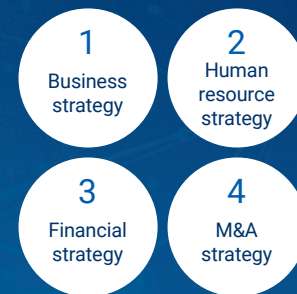 1
Business
strategy
2
Human
resource
strategy
3
Financial
strategy
4
M&A
strategy